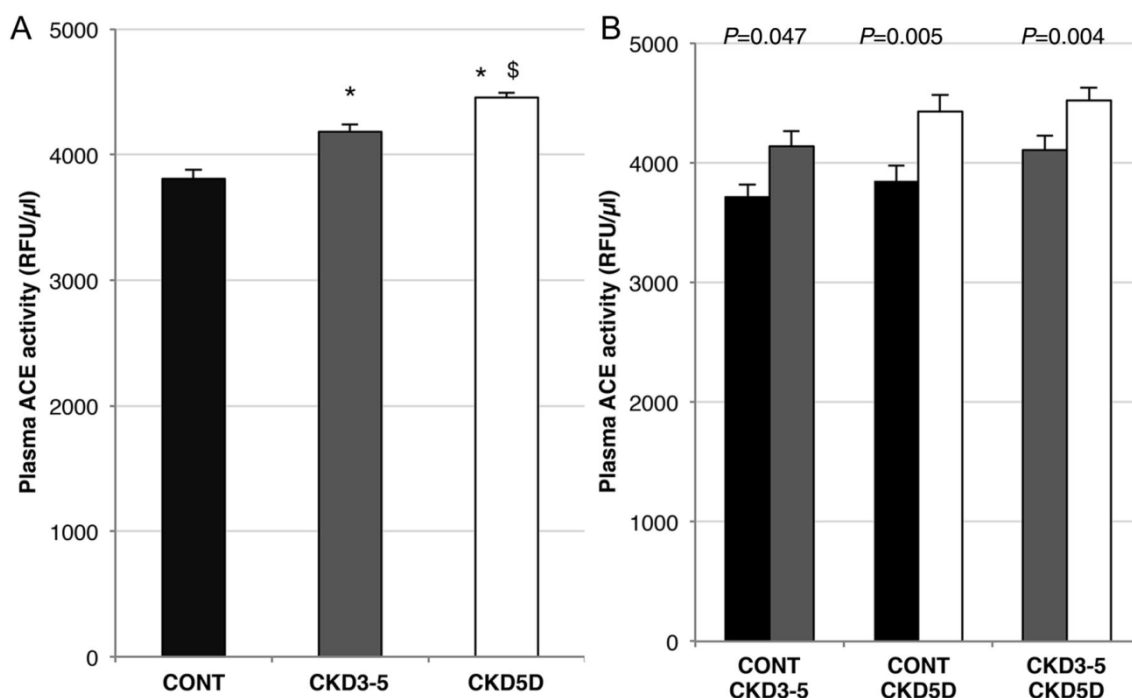 A
Plasma ACE activity (RFU/µl)
5000
4000
3000
2000
1000
0
*
* $
CONT CKD3-5 CKD5D
B
Plasma ACE activity (RFU/µl)
P=0.047 P=0.005 P=0.004
5000
4000
3000
2000
1000
0
CONT CONT CKD3-5
CKD3-5 CKD5D CKD5D